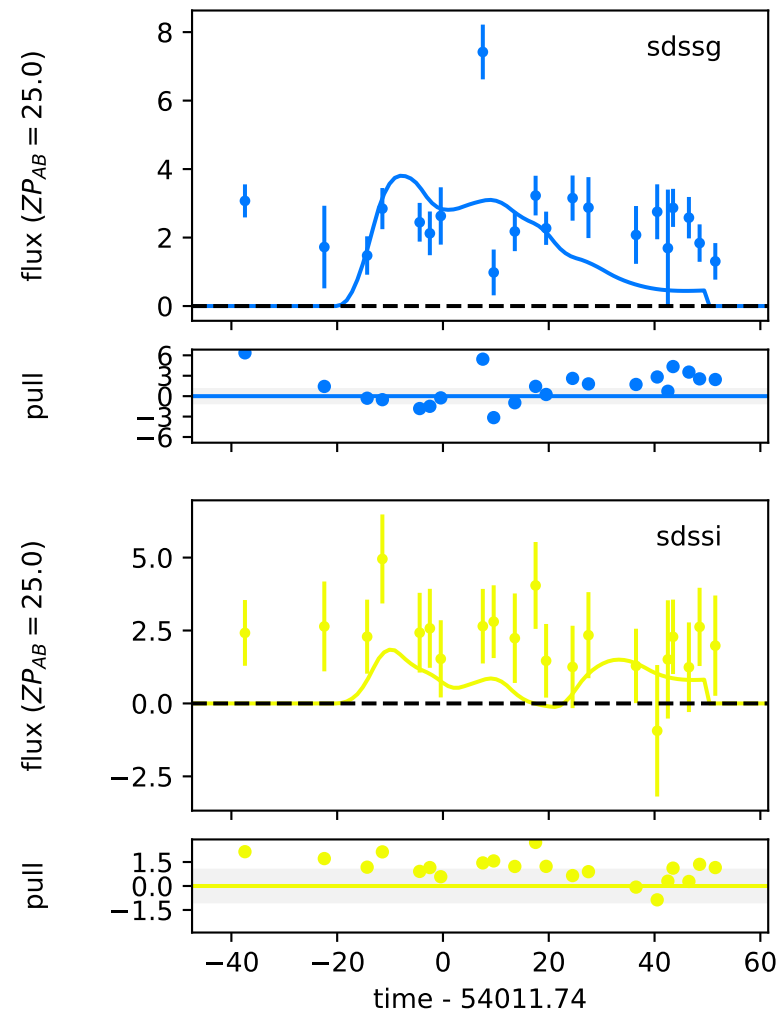 8
6
4
2
0
flux (ZP_AB = 25.0)
sdssg
6
3
0
−3
−6
pull
5.0
2.5
0.0
−2.5
flux (ZP_AB = 25.0)
sdssi
1.5
0.0
−1.5
pull
−40 −20 0 20 40 60
time - 54011.74